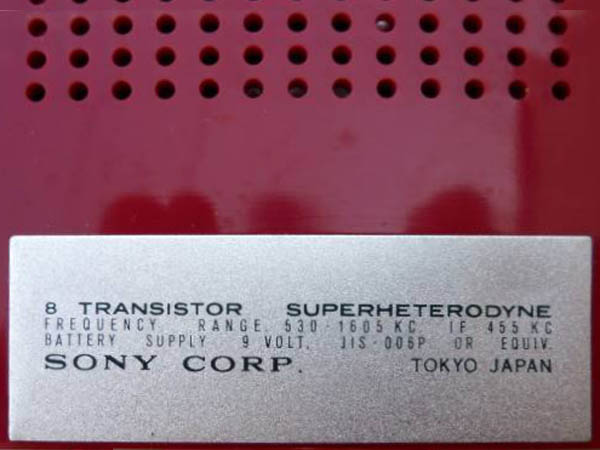 8 TRANSISTOR SUPERHETERODYNE
FREQUENCY RANGE. 530-1605 KC. IF 455 KC
BATTERY SUPPLY 9 VOLT. JIS-006P OR EQUIV.
SONY CORP. TOKYO JAPAN